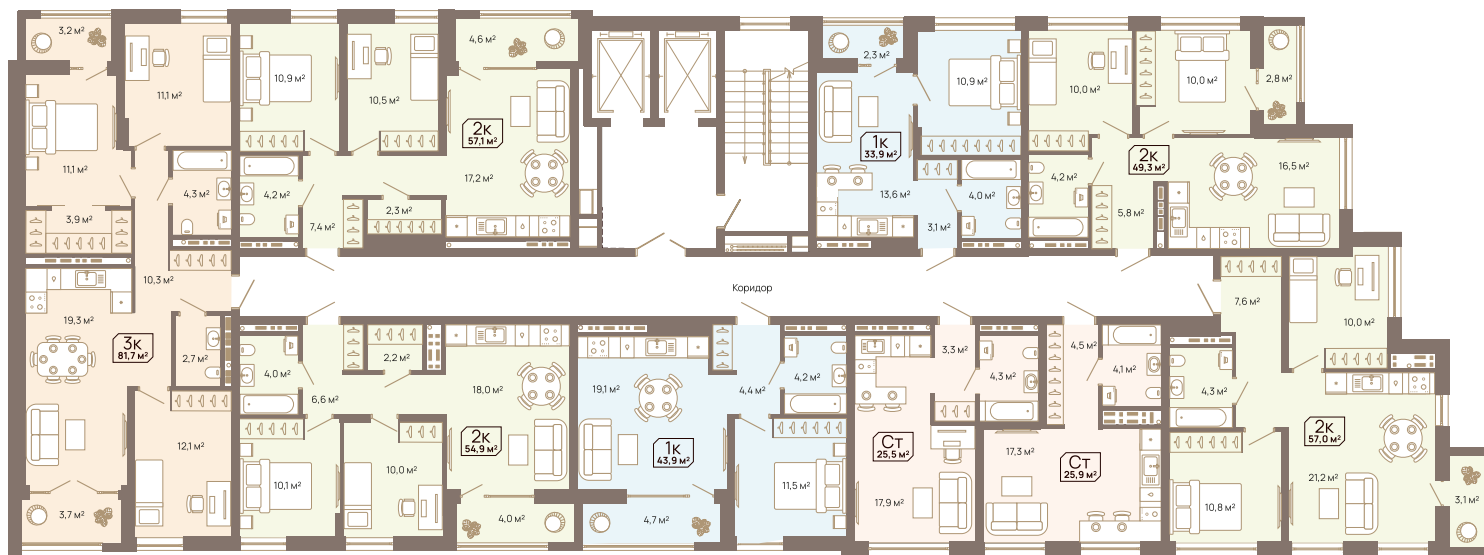 3,2 м²
11,1 м²
11,1 м²
3,9 м²
4,3 м²
10,3 м²
19,3 м²
3К
81,7 м²
2,7 м²
12,1 м²
3,7 м²
10,9 м²
10,5 м²
4,6 м²
2К
57,1 м²
17,2 м²
4,2 м²
7,4 м²
2,3 м²
2,3 м²
10,9 м²
1К
33,9 м²
13,6 м²
3,1 м²
4,0 м²
10,0 м²
10,0 м²
2,8 м²
2К
49,3 м²
16,5 м²
4,2 м²
5,8 м²
Коридор
4,0 м²
6,6 м²
2,2 м²
18,0 м²
2К
54,9 м²
10,1 м²
10,0 м²
4,0 м²
19,1 м²
4,4 м²
4,2 м²
1К
43,9 м²
11,5 м²
4,7 м²
3,3 м²
4,3 м²
Ст
25,5 м²
17,9 м²
4,5 м²
4,1 м²
17,3 м²
Ст
25,9 м²
7,6 м²
10,0 м²
4,3 м²
2К
57,0 м²
21,2 м²
10,8 м²
3,1 м²